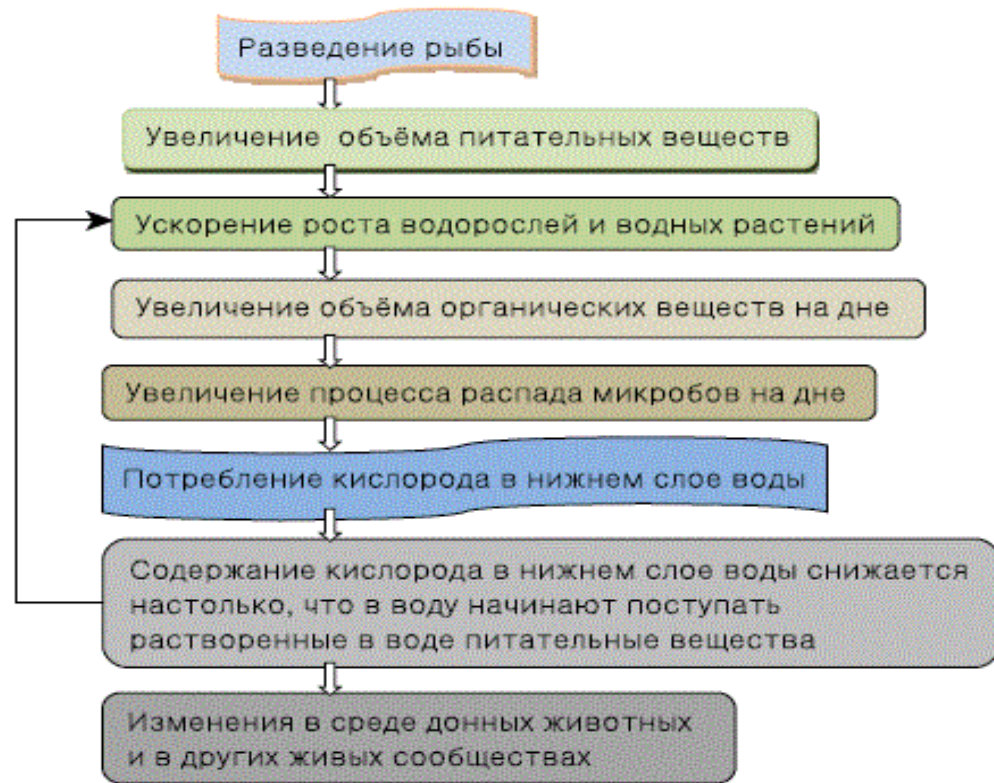 Разведение рыбы
Увеличение объёма питательных веществ
Ускорение роста водорослей и водных растений
Увеличение объёма органических веществ на дне
Увеличение процесса распада микробов на дне
Потребление кислорода в нижнем слое воды
Содержание кислорода в нижнем слое воды снижается
настолько, что в воду начинают поступать
растворенные в воде питательные вещества
Изменения в среде донных животных
и в других живых сообществах